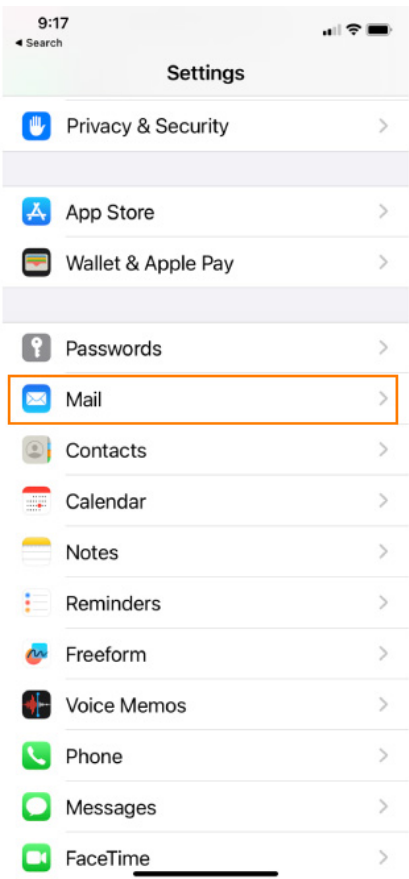 9:17
◀ Search
Settings
Privacy & Security
App Store
Wallet & Apple Pay
Passwords
Mail
Contacts
Calendar
Notes
Reminders
Freeform
Voice Memos
Phone
Messages
FaceTime